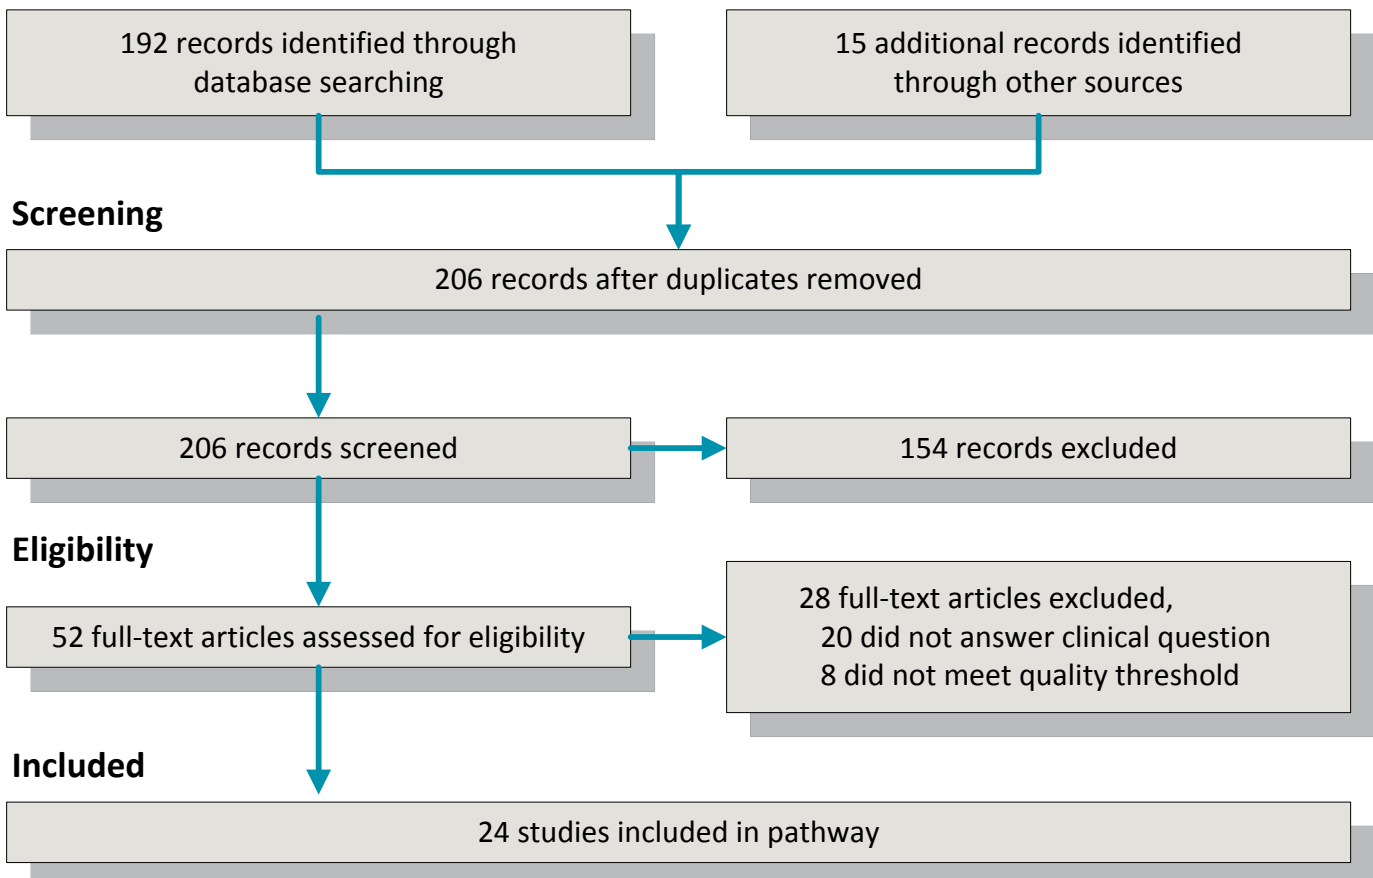 192 records identified through
database searching
15 additional records identified
through other sources
Screening
206 records after duplicates removed
206 records screened
154 records excluded
Eligibility
52 full-text articles assessed for eligibility
28 full-text articles excluded,
20 did not answer clinical question
8 did not meet quality threshold
Included
24 studies included in pathway